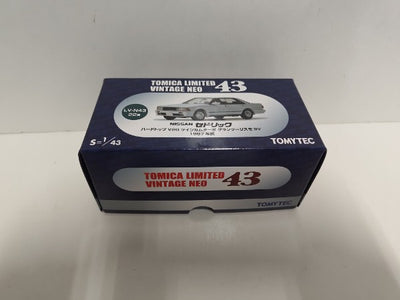 TOMICA LIMITED
VINTAGE NEO 43
LV-N43
NISSAN セドリック
ハードトップ V20 ツインカムターボ グランツーリスモ SV
1987年式
S=1/43
TOMYTEC
TOMICA LIMITED
VINTAGE NEO 43
TOMYTEC